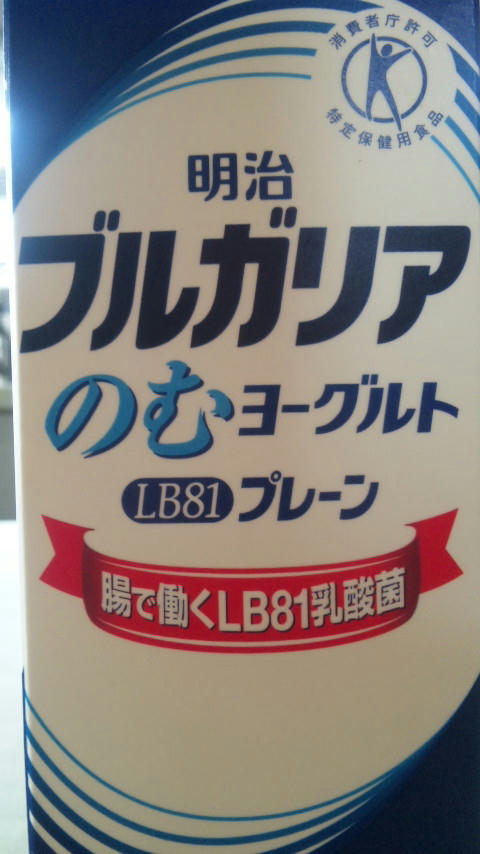 消費者庁許可
特定保健用食品
明治
ブルガリア
のむヨーグルト
LB81プレーン
腸で働くLB81乳酸菌